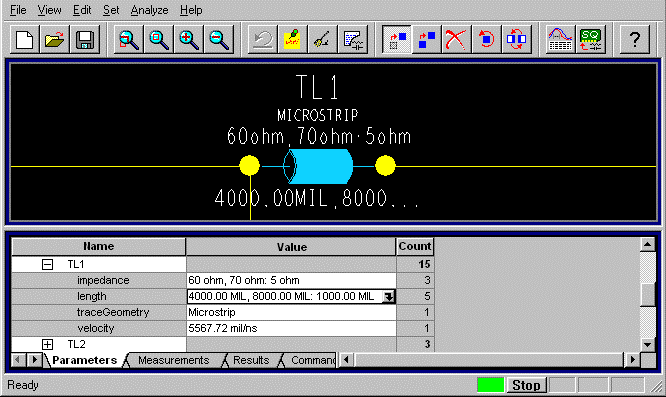 File View Edit Set Analyze Help
SQ ?
TL1
MICROSTRIP
60ohm,70ohm:5ohm
4000.00MIL,8000...
Name Value Count
TL1 15
impedance 60 ohm, 70 ohm: 5 ohm 3
length 4000.00 MIL, 8000.00 MIL: 1000.00 MIL 5
traceGeometry Microstrip 1
velocity 5567.72 mil/ns 1
TL2 3
Parameters Measurements Results Command
Ready Stop